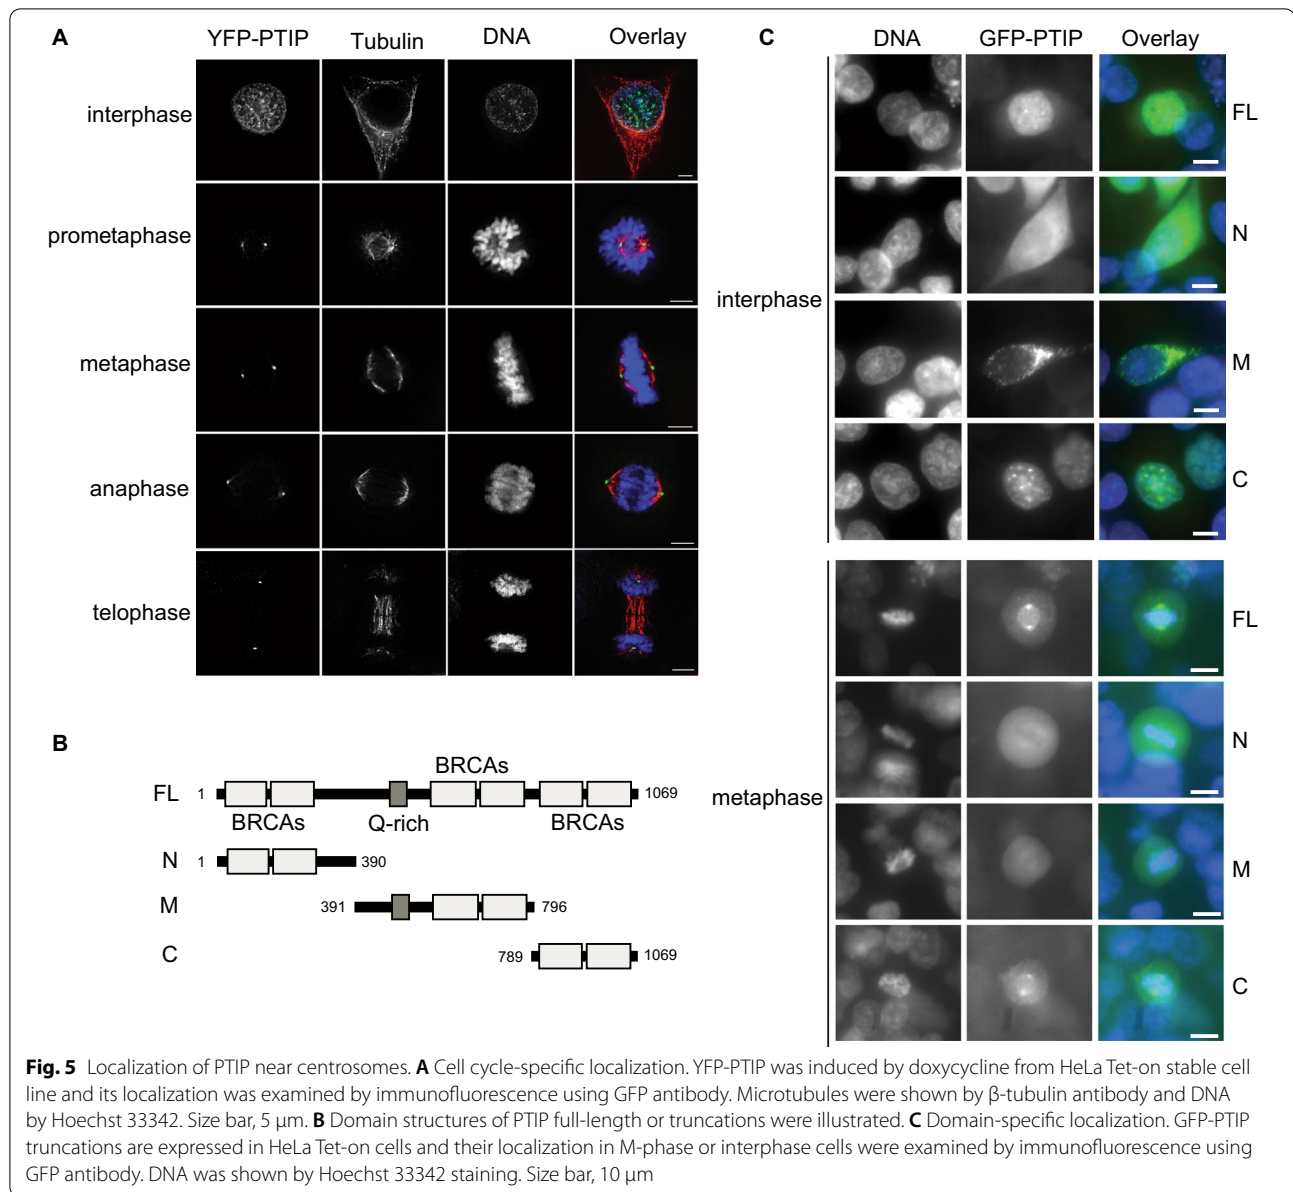 A
YFP-PTIP Tubulin DNA Overlay
interphase
prometaphase
metaphase
anaphase
telophase
B
BRCAs
FL 1 1069
BRCAs Q-rich BRCAs
N 1 390
M 391 796
C 789 1069
C
DNA GFP-PTIP Overlay
FL
N
interphase
M
C
FL
N
metaphase
M
C
Fig. 5 Localization of PTIP near centrosomes. A Cell cycle-specific localization. YFP-PTIP was induced by doxycycline from HeLa Tet-on stable cell
line and its localization was examined by immunofluorescence using GFP antibody. Microtubules were shown by β-tubulin antibody and DNA
by Hoechst 33342. Size bar, 5 μm. B Domain structures of PTIP full-length or truncations were illustrated. C Domain-specific localization. GFP-PTIP
truncations are expressed in HeLa Tet-on cells and their localization in M-phase or interphase cells were examined by immunofluorescence using
GFP antibody. DNA was shown by Hoechst 33342 staining. Size bar, 10 μm